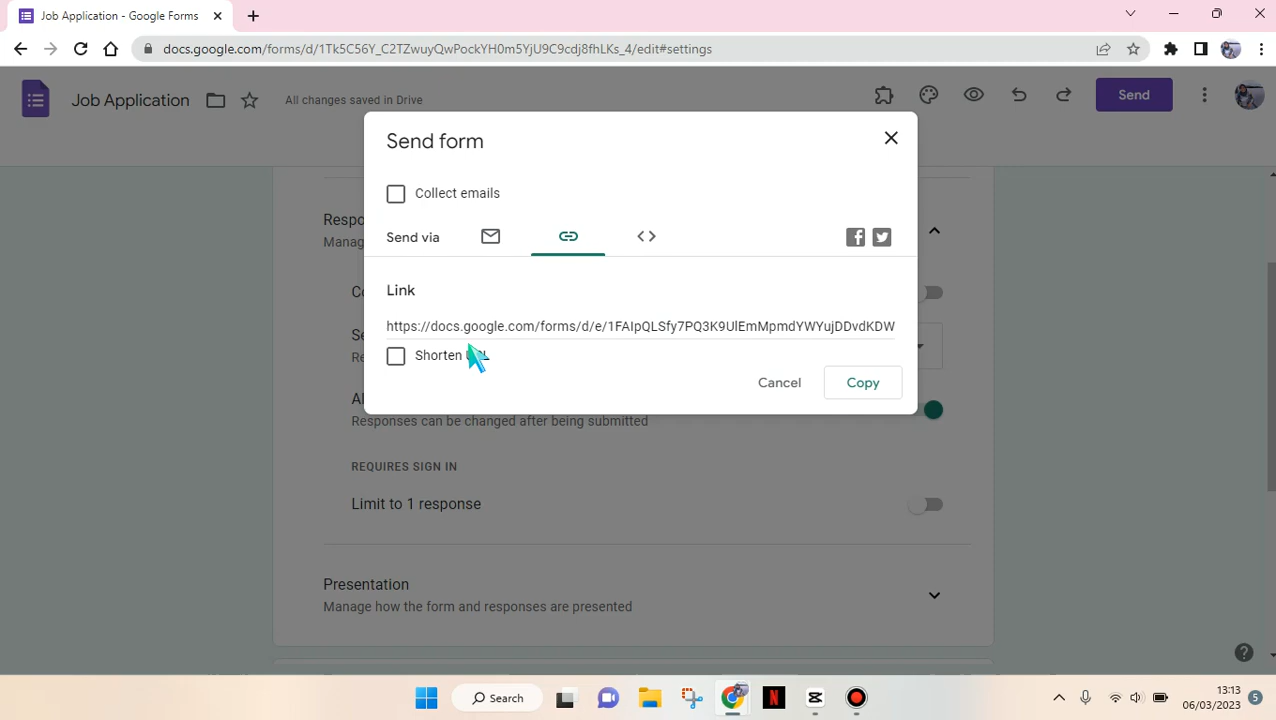 Job Application - Google Forms
docs.google.com/forms/d/1Tk5C56Y_C2TZwuyQwPockYH0m5YjU9C9cdj8fhLKs_4/edit#settings
Job Application
All changes saved in Drive
Send
Send form
Collect emails
Respo
Manag
Send via
Link
https://docs.google.com/forms/d/e/1FAIpQLSfy7PQ3K9UlEmMpmdYWYujDDvdKDW
Shorten
Cancel
Copy
Responses can be changed after being submitted
REQUIRES SIGN IN
Limit to 1 response
Presentation
Manage how the form and responses are presented
Search
13:13
06/03/2023
5